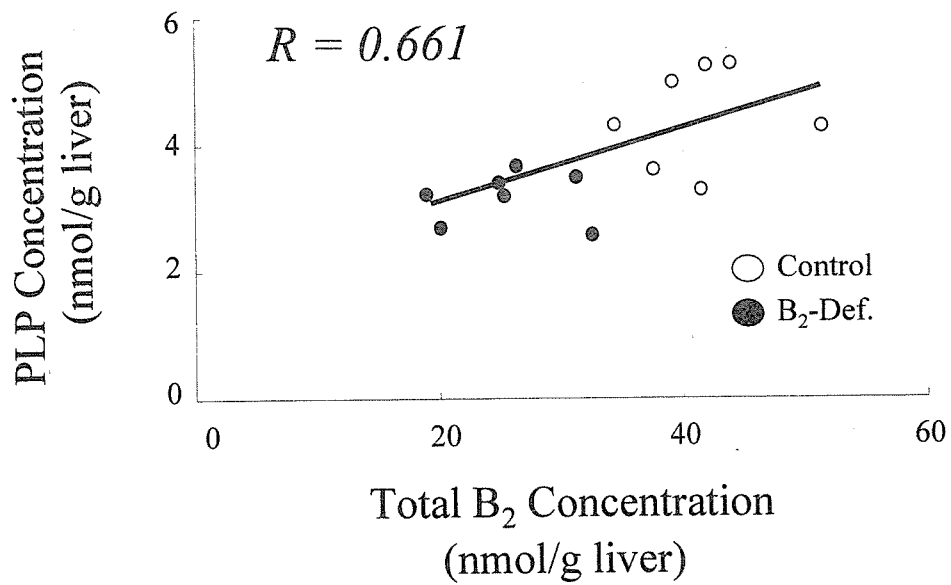 6
R = 0.661
PLP Concentration
(nmol/g liver)
4
2
0
Control
B₂-Def.
0 20 40 60
Total B₂ Concentration
(nmol/g liver)